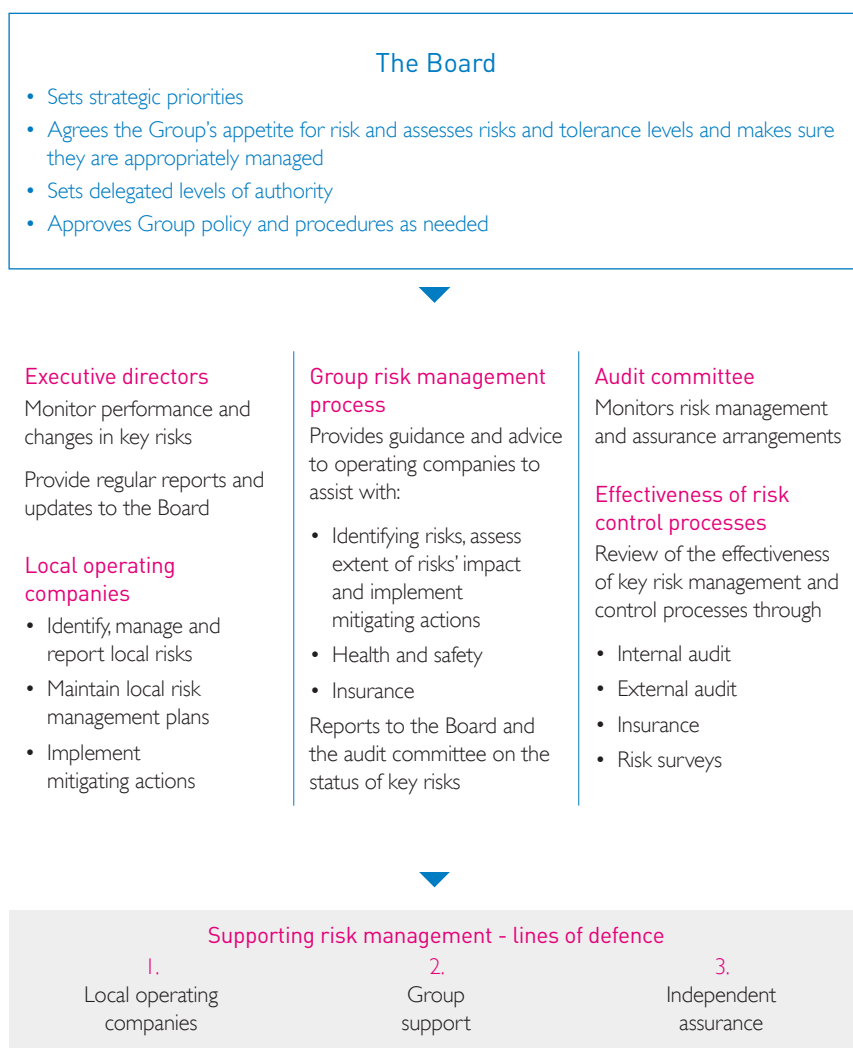 The Board
• Sets strategic priorities
• Agrees the Group's appetite for risk and assesses risks and tolerance levels and makes sure
they are appropriately managed
• Sets delegated levels of authority
• Approves Group policy and procedures as needed
Executive directors
Monitor performance and
changes in key risks
Provide regular reports and
updates to the Board
Local operating
companies
• Identify, manage and
report local risks
• Maintain local risk
management plans
• Implement
mitigating actions
Group risk management
process
Provides guidance and advice
to operating companies to
assist with:
• Identifying risks, assess
extent of risks' impact
and implement
mitigating actions
• Health and safety
• Insurance
Reports to the Board and
the audit committee on the
status of key risks
Audit committee
Monitors risk management
and assurance arrangements
Effectiveness of risk
control processes
Review of the effectiveness
of key risk management and
control processes through
• Internal audit
• External audit
• Insurance
• Risk surveys
Supporting risk management - lines of defence
1.
Local operating
companies
2.
Group
support
3.
Independent
assurance